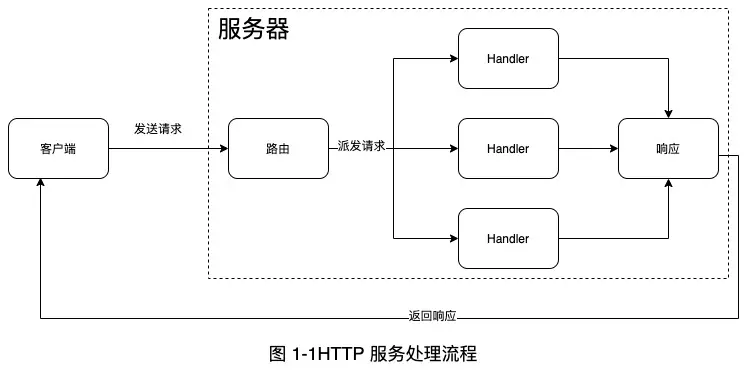 服务器
Handler
发送请求
客户端
路由
派发请求
Handler
响应
Handler
返回响应
图 1-1HTTP 服务处理流程